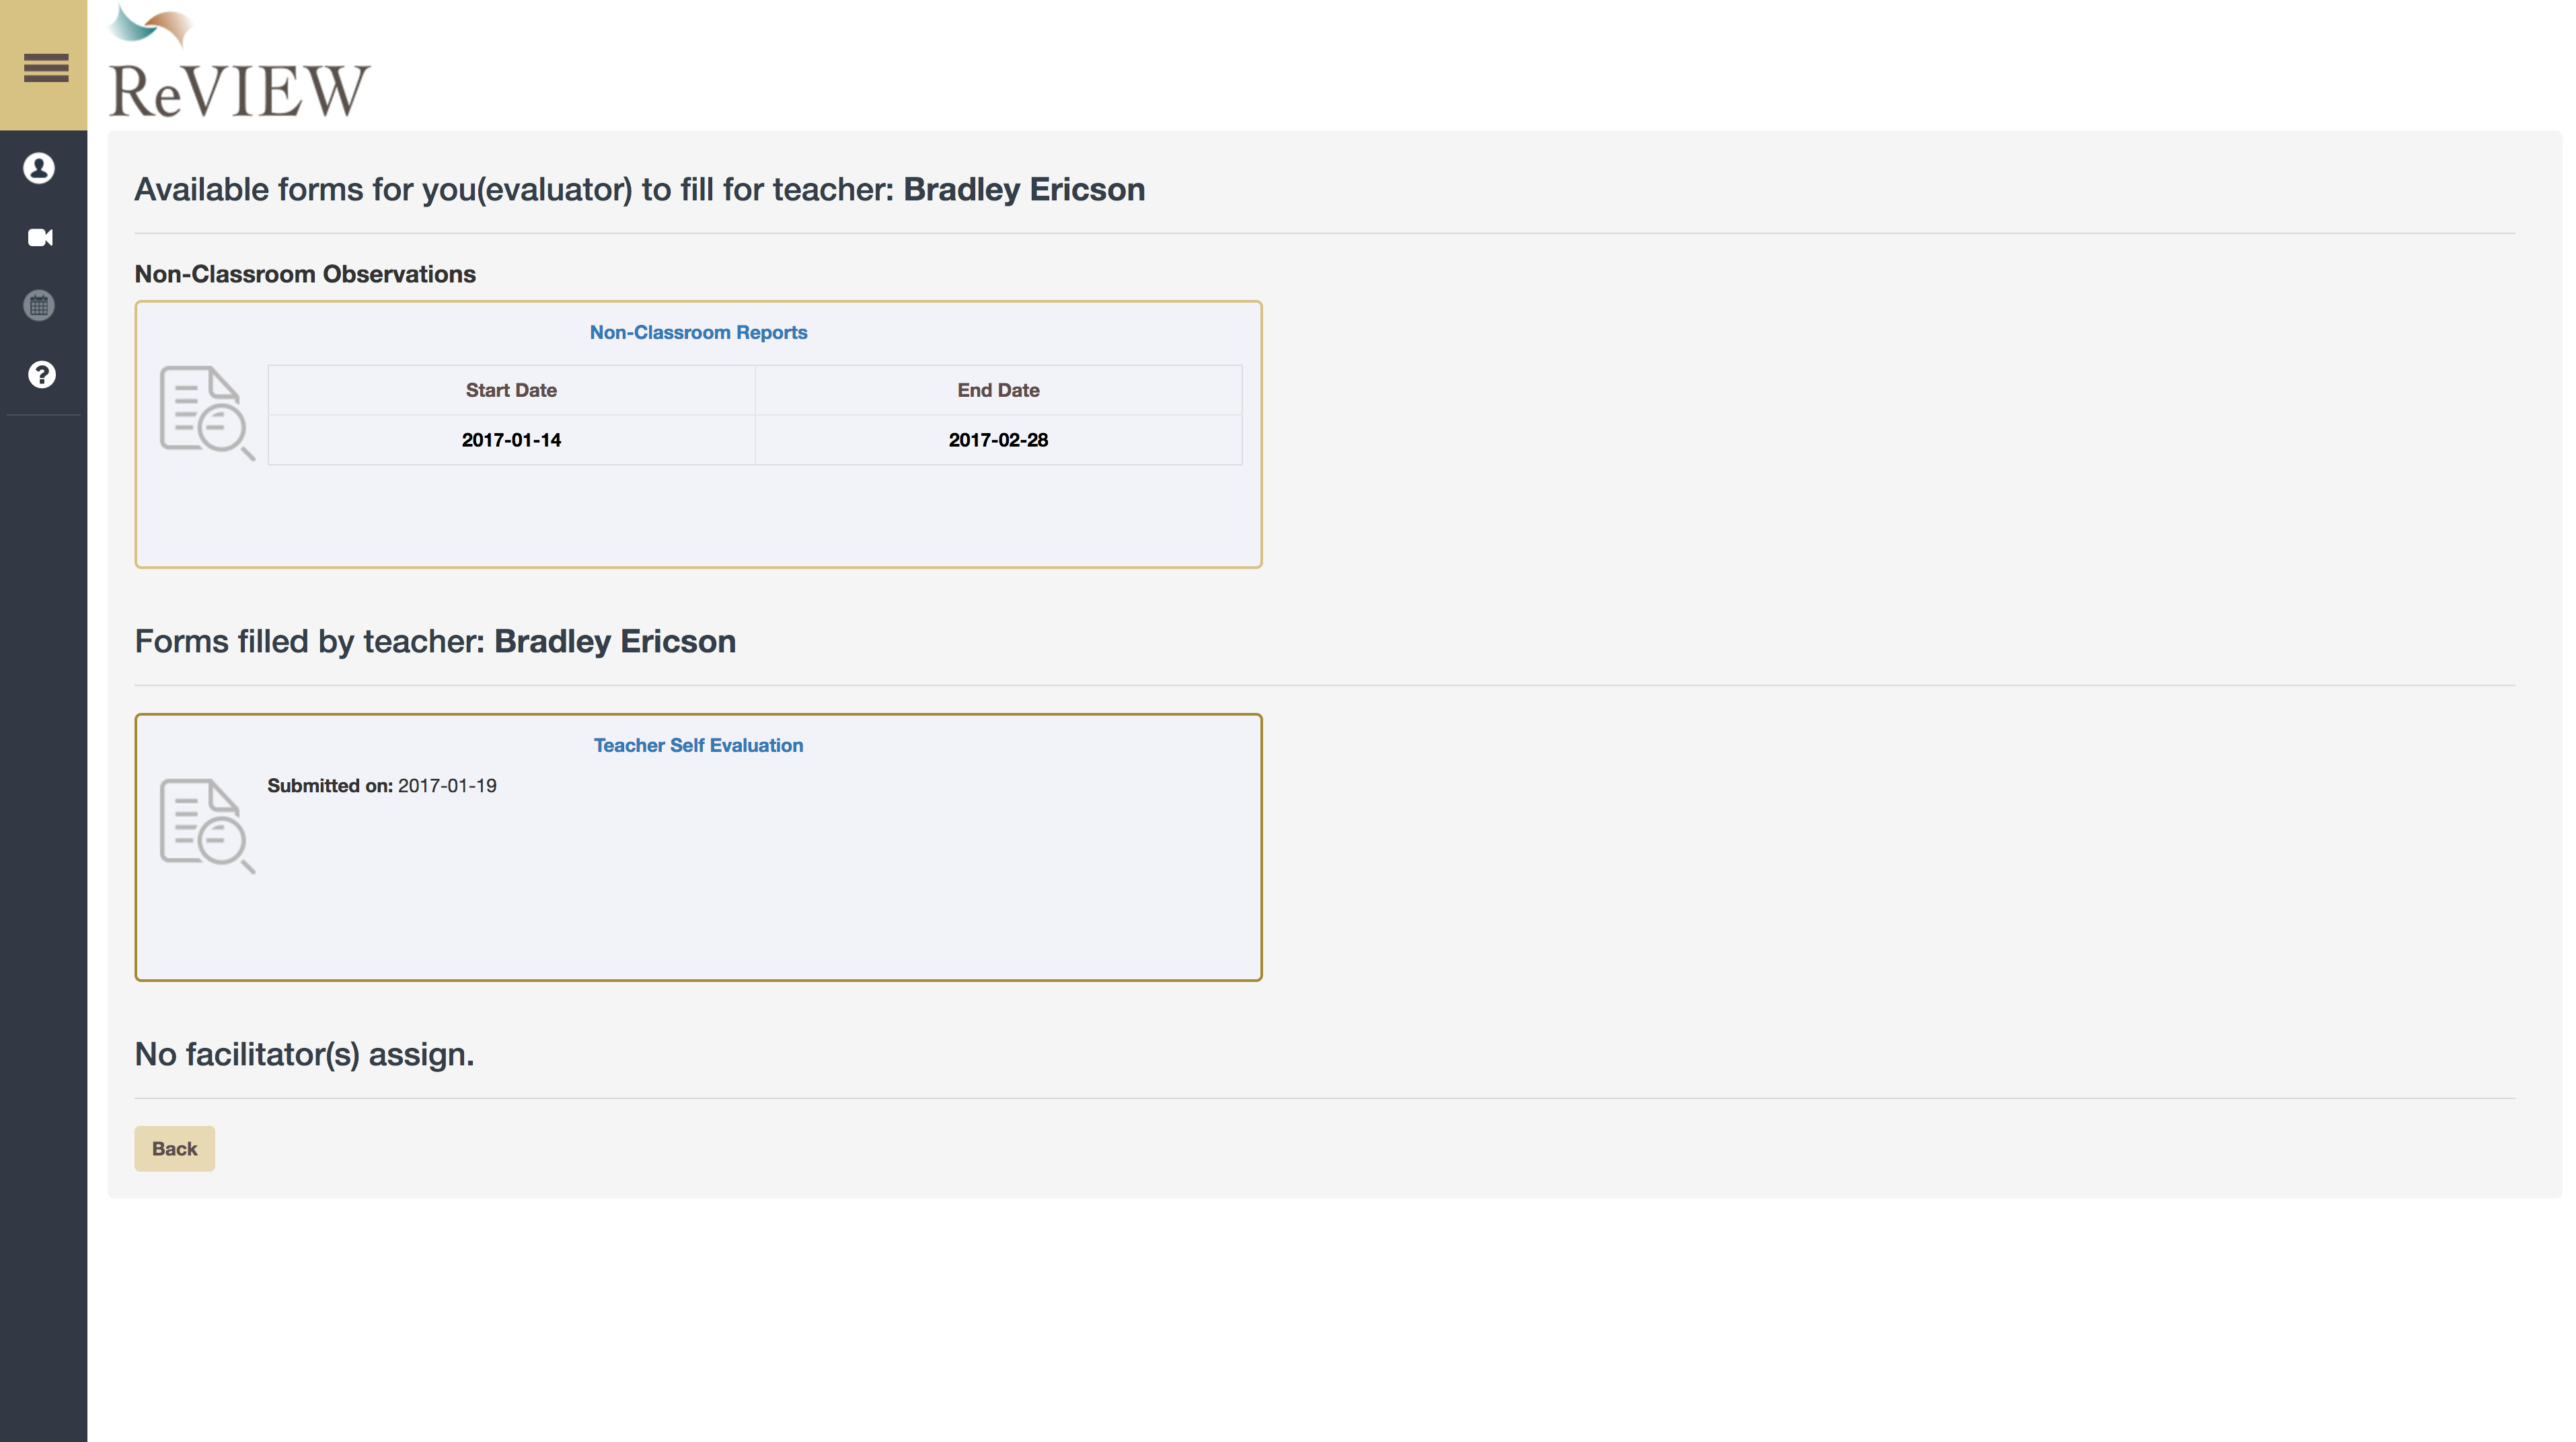 ReVIEW
Available forms for you(evaluator) to fill for teacher: Bradley Ericson
Non-Classroom Observations
Non-Classroom Reports
Start Date End Date
2017-01-14 2017-02-28
Forms filled by teacher: Bradley Ericson
Teacher Self Evaluation
Submitted on: 2017-01-19
No facilitator(s) assign.
Back